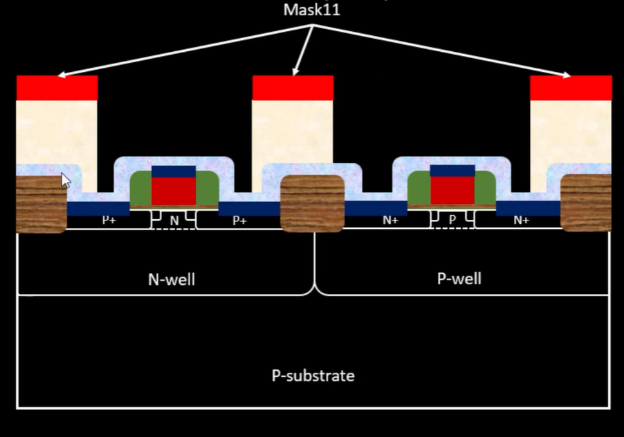 Mask11
P+ N P+ N+ P N+
N-well P-well
P-substrate